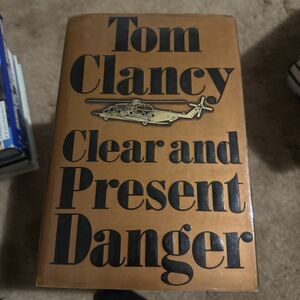 Tom
Clancy
Clear and
Present
Danger